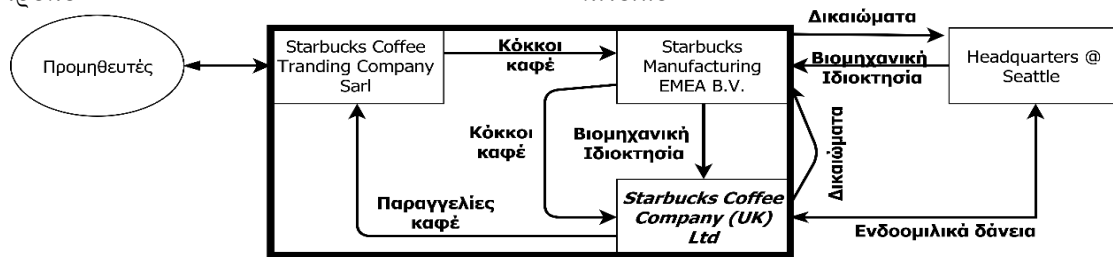 Προμηθευτές
Starbucks Coffee
Tranding Company
Sarl
Κόκκοι
καφέ
Starbucks
Manufacturing
EMEA B.V.
Δικαιώματα
Βιομηχανική
Ιδιοκτησία
Headquarters @
Seattle
Κόκκοι
καφέ
Βιομηχανική
Ιδιοκτησία
Δικαιώματα
Παραγγελίες
καφέ
Starbucks Coffee
Company (UK)
Ltd
Ενδοομιλικά δάνεια